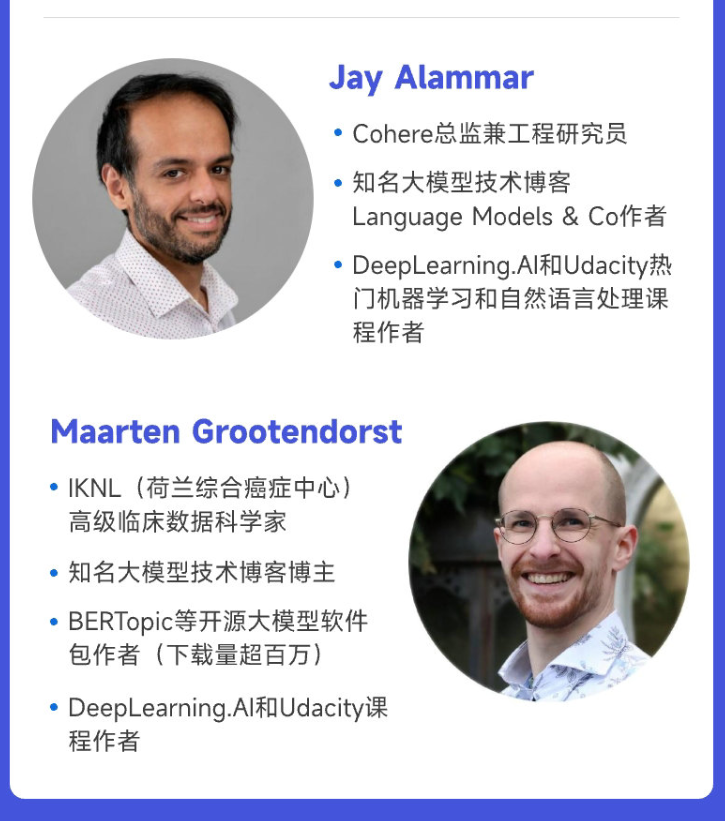 Jay Alammar
Cohere总监兼工程研究员
知名大模型技术博客
Language Models & Co作者
DeepLearning.AI和Udacity热
门机器学习和自然语言处理课
程作者
Maarten Grootendorst
IKNL（荷兰综合癌症中心）
高级临床数据科学家
知名大模型技术博客博主
BERTopic等开源大模型软件
包作者（下载量超百万）
DeepLearning.AI和Udacity课
程作者